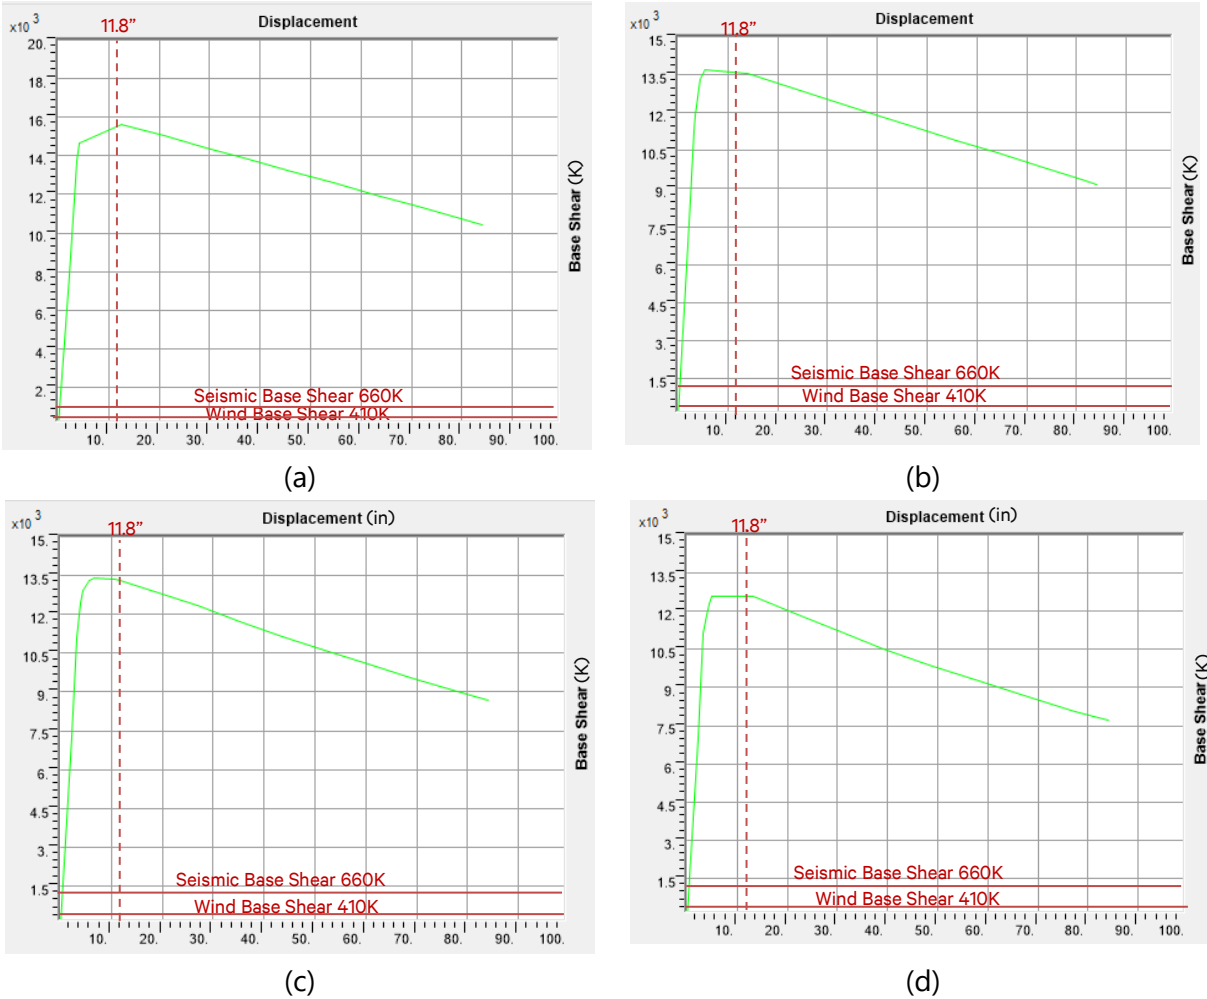 Displacement
x10 3
11.8”
20.
18.
16.
14.
12.
10.
8.
6.
4.
2.
Seismic Base Shear 660K
Wind Base Shear 410K
10. 20. 30. 40. 50. 60. 70. 80. 90. 100.
Base Shear (K)
(a)
Displacement
x10 3
11.8”
15.
13.5
12.
10.5
9.
7.5
6.
4.5
3.
1.5
Seismic Base Shear 660K
Wind Base Shear 410K
10. 20. 30. 40. 50. 60. 70. 80. 90. 100.
Base Shear (K)
(b)
Displacement (in)
x10 3
11.8”
15.
13.5
12.
10.5
9.
7.5
6.
4.5
3.
1.5
Seismic Base Shear 660K
Wind Base Shear 410K
10. 20. 30. 40. 50. 60. 70. 80. 90. 100.
Base Shear (K)
(c)
Displacement (in)
x10 3
11.8”
15.
13.5
12.
10.5
9.
7.5
6.
4.5
3.
1.5
Seismic Base Shear 660K
Wind Base Shear 410K
10. 20. 30. 40. 50. 60. 70. 80. 90. 100.
Base Shear (K)
(d)